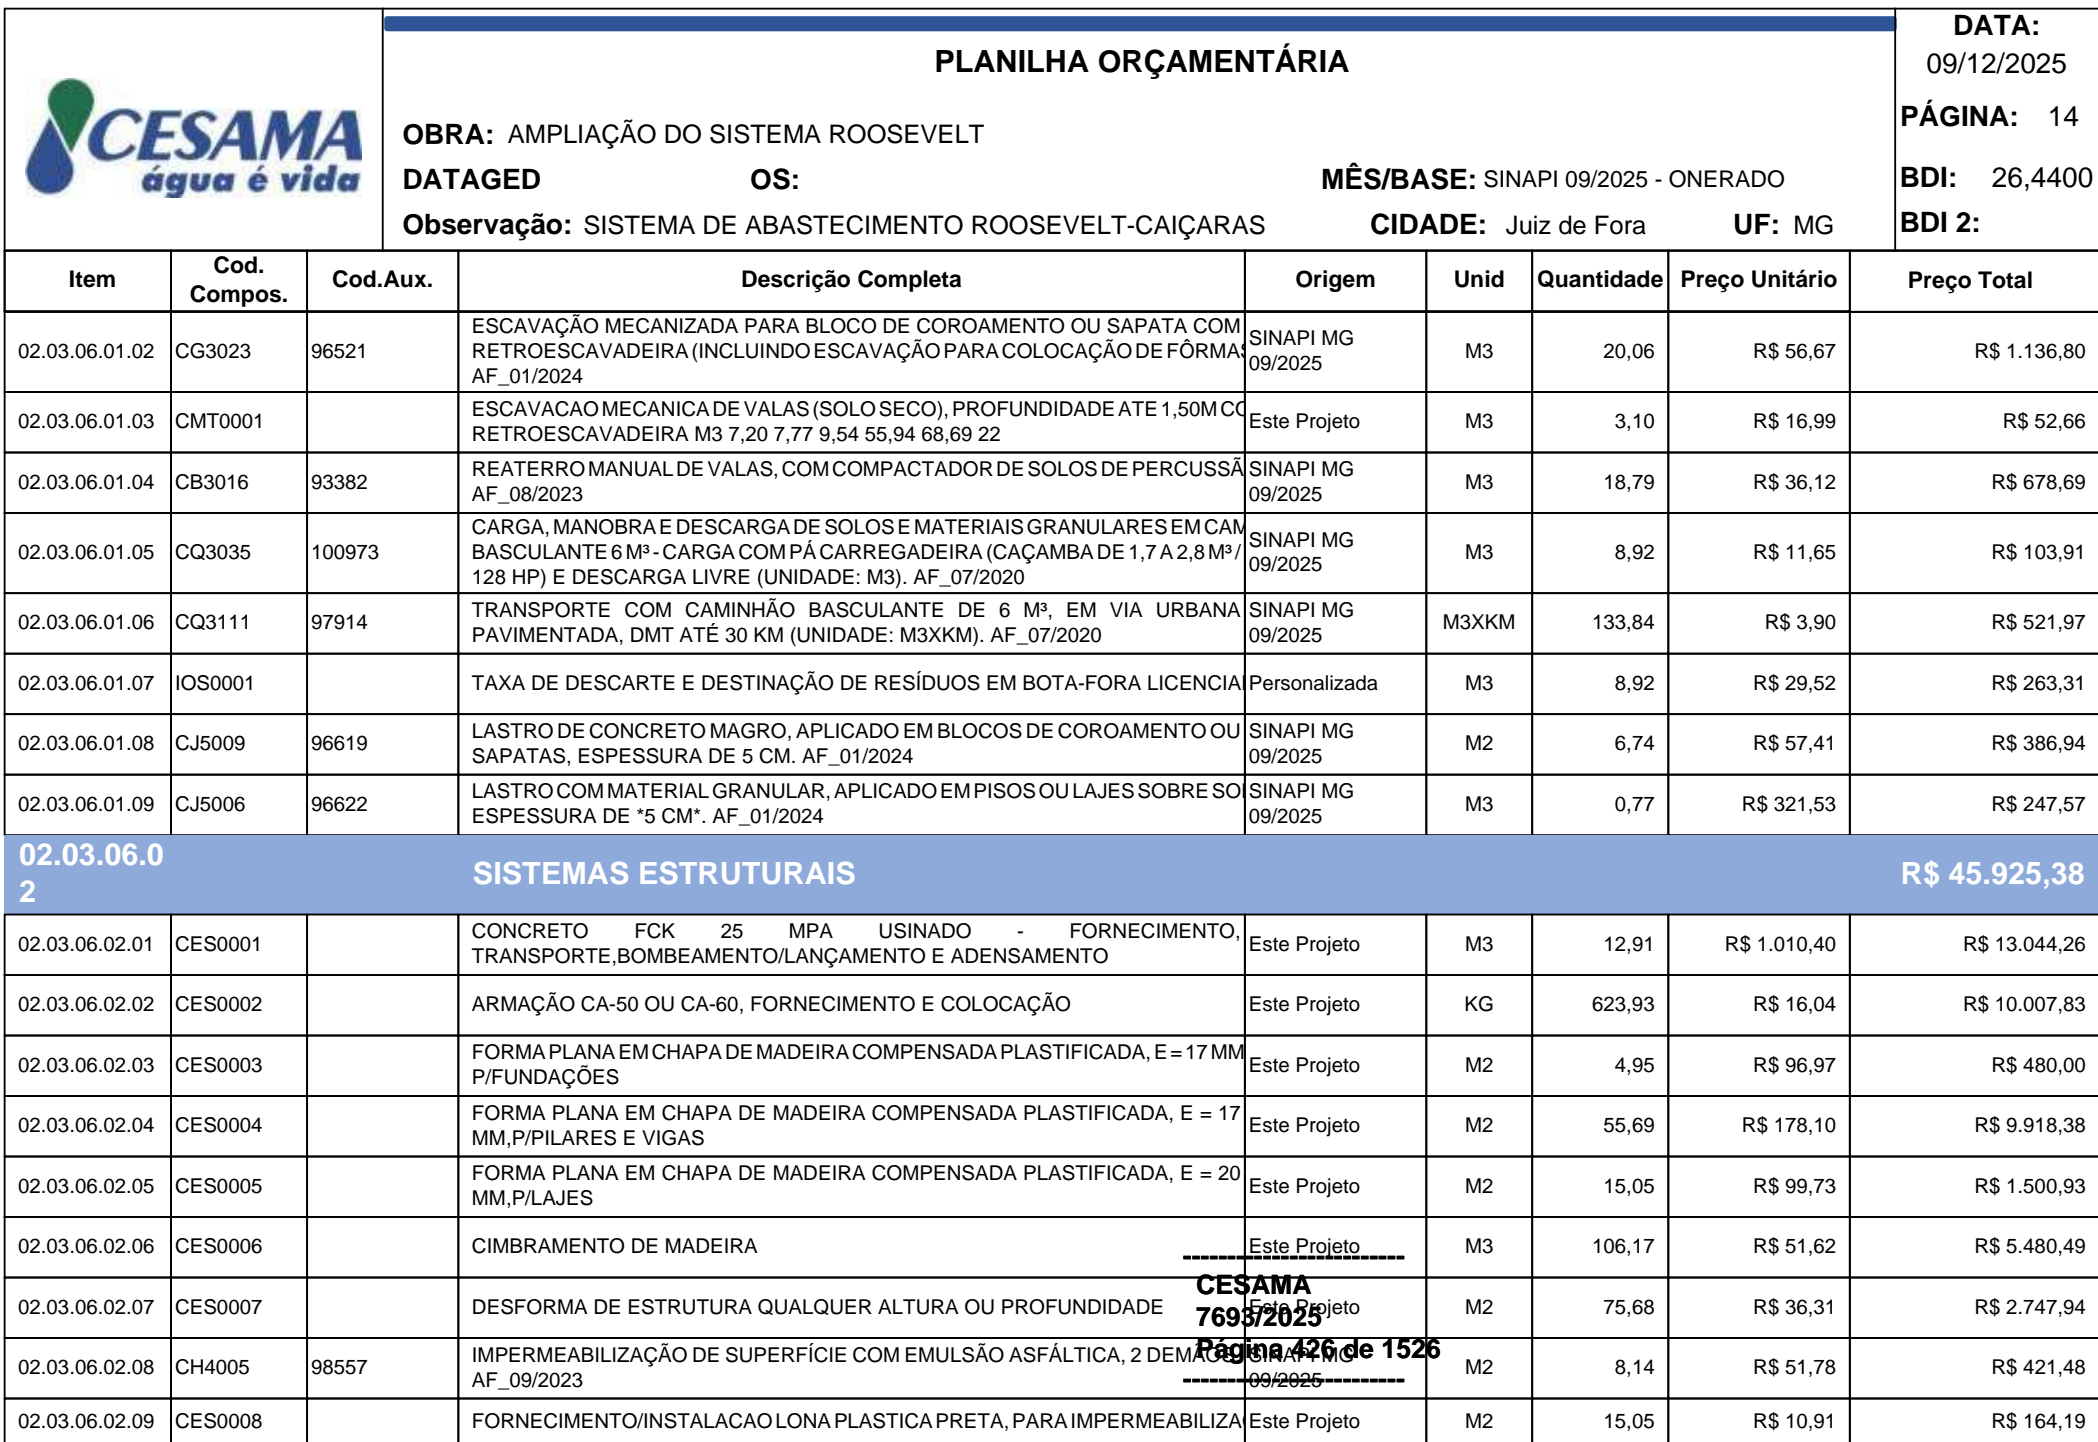 CESAMA
água é vida
PLANILHA ORÇAMENTÁRIA
OBRA: AMPLIAÇÃO DO SISTEMA ROOSEVELT
DATAGED OS: MÊS/BASE: SINAPI 09/2025 - ONERADO
Observação: SISTEMA DE ABASTECIMENTO ROOSEVELT-CAIÇARAS CIDADE: Juiz de Fora UF: MG
DATA:
09/12/2025
PÁGINA: 14
BDI: 26,4400
BDI 2:
Item Cod. Compos. Cod.Aux. Descrição Completa Origem Unid Quantidade Preço Unitário Preço Total
02.03.06.01.02 CG3023 96521 ESCAVAÇÃO MECANIZADA PARA BLOCO DE COROAMENTO OU SAPATA COM
RETROESCAVADEIRA (INCLUINDO ESCAVAÇÃO PARA COLOCAÇÃO DE FÔRMAS
AF_01/2024 SINAPI MG 09/2025 M3 20,06 R$ 56,67 R$ 1.136,80
02.03.06.01.03 CMT0001 ESCAVACAO MECANICA DE VALAS (SOLO SECO), PROFUNDIDADE ATE 1,50M CO
RETROESCAVADEIRA M3 7,20 7,77 9,54 55,94 68,69 22 Este Projeto M3 3,10 R$ 16,99 R$ 52,66
02.03.06.01.04 CB3016 93382 REATERRO MANUAL DE VALAS, COM COMPACTADOR DE SOLOS DE PERCUSSÃ
AF_08/2023 SINAPI MG 09/2025 M3 18,79 R$ 36,12 R$ 678,69
02.03.06.01.05 CQ3035 100973 CARGA, MANOBRA E DESCARGA DE SOLOS E MATERIAIS GRANULARES EM CAM
BASCULANTE 6 M³ - CARGA COM PÁ CARREGADEIRA (CAÇAMBA DE 1,7 A 2,8 M³ /
128 HP) E DESCARGA LIVRE (UNIDADE: M3). AF_07/2020 SINAPI MG 09/2025 M3 8,92 R$ 11,65 R$ 103,91
02.03.06.01.06 CQ3111 97914 TRANSPORTE COM CAMINHÃO BASCULANTE DE 6 M³, EM VIA URBANA
PAVIMENTADA, DMT ATÉ 30 KM (UNIDADE: M3XKM). AF_07/2020 SINAPI MG 09/2025 M3XKM 133,84 R$ 3,90 R$ 521,97
02.03.06.01.07 IOS0001 TAXA DE DESCARTE E DESTINAÇÃO DE RESÍDUOS EM BOTA-FORA LICENCIA Personalizada M3 8,92 R$ 29,52 R$ 263,31
02.03.06.01.08 CJ5009 96619 LASTRO DE CONCRETO MAGRO, APLICADO EM BLOCOS DE COROAMENTO OU
SAPATAS, ESPESSURA DE 5 CM. AF_01/2024 SINAPI MG 09/2025 M2 6,74 R$ 57,41 R$ 386,94
02.03.06.01.09 CJ5006 96622 LASTRO COM MATERIAL GRANULAR, APLICADO EM PISOS OU LAJES SOBRE SO
ESPESSURA DE *5 CM*. AF_01/2024 SINAPI MG 09/2025 M3 0,77 R$ 321,53 R$ 247,57
02.03.06.02 SISTEMAS ESTRUTURAIS R$ 45.925,38
02.03.06.02.01 CES0001 CONCRETO FCK 25 MPA USINADO - FORNECIMENTO,
TRANSPORTE,BOMBEAMENTO/LANÇAMENTO E ADENSAMENTO Este Projeto M3 12,91 R$ 1.010,40 R$ 13.044,26
02.03.06.02.02 CES0002 ARMAÇÃO CA-50 OU CA-60, FORNECIMENTO E COLOCAÇÃO Este Projeto KG 623,93 R$ 16,04 R$ 10.007,83
02.03.06.02.03 CES0003 FORMA PLANA EM CHAPA DE MADEIRA COMPENSADA PLASTIFICADA, E = 17 MM
P/FUNDAÇÕES Este Projeto M2 4,95 R$ 96,97 R$ 480,00
02.03.06.02.04 CES0004 FORMA PLANA EM CHAPA DE MADEIRA COMPENSADA PLASTIFICADA, E = 17
MM,P/PILARES E VIGAS Este Projeto M2 55,69 R$ 178,10 R$ 9.918,38
02.03.06.02.05 CES0005 FORMA PLANA EM CHAPA DE MADEIRA COMPENSADA PLASTIFICADA, E = 20
MM,P/LAJES Este Projeto M2 15,05 R$ 99,73 R$ 1.500,93
02.03.06.02.06 CES0006 CIMBRAMENTO DE MADEIRA Este Projeto M3 106,17 R$ 51,62 R$ 5.480,49
02.03.06.02.07 CES0007 DESFORMA DE ESTRUTURA QUALQUER ALTURA OU PROFUNDIDADE Este Projeto M2 75,68 R$ 36,31 R$ 2.747,94
02.03.06.02.08 CH4005 98557 IMPERMEABILIZAÇÃO DE SUPERFÍCIE COM EMULSÃO ASFÁLTICA, 2 DEMÃOS
AF_09/2023 SINAPI MG 09/2025 M2 8,14 R$ 51,78 R$ 421,48
02.03.06.02.09 CES0008 FORNECIMENTO/INSTALACAO LONA PLASTICA PRETA, PARA IMPERMEABILIZA Este Projeto M2 15,05 R$ 10,91 R$ 164,19
-------------------------
CESAMA
7693/2025
Página 426 de 1526
-------------------------